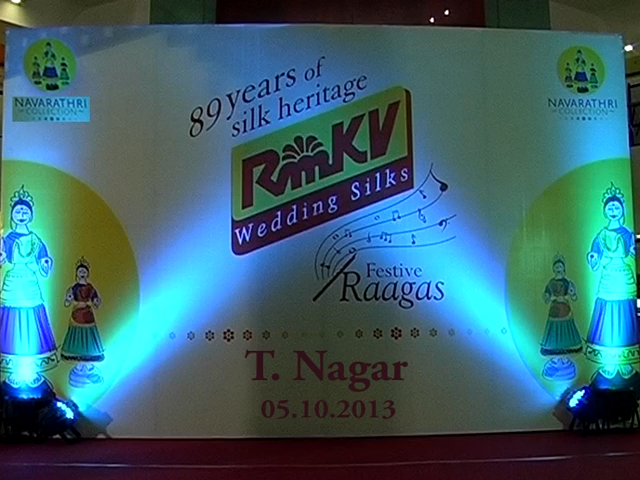 NAVARATHRI
COLLECTION
NAVARATHRI
COLLECTION
89 years of
silk heritage
RmKV
Wedding Silks
Festive
Raagas
T. Nagar
05.10.2013